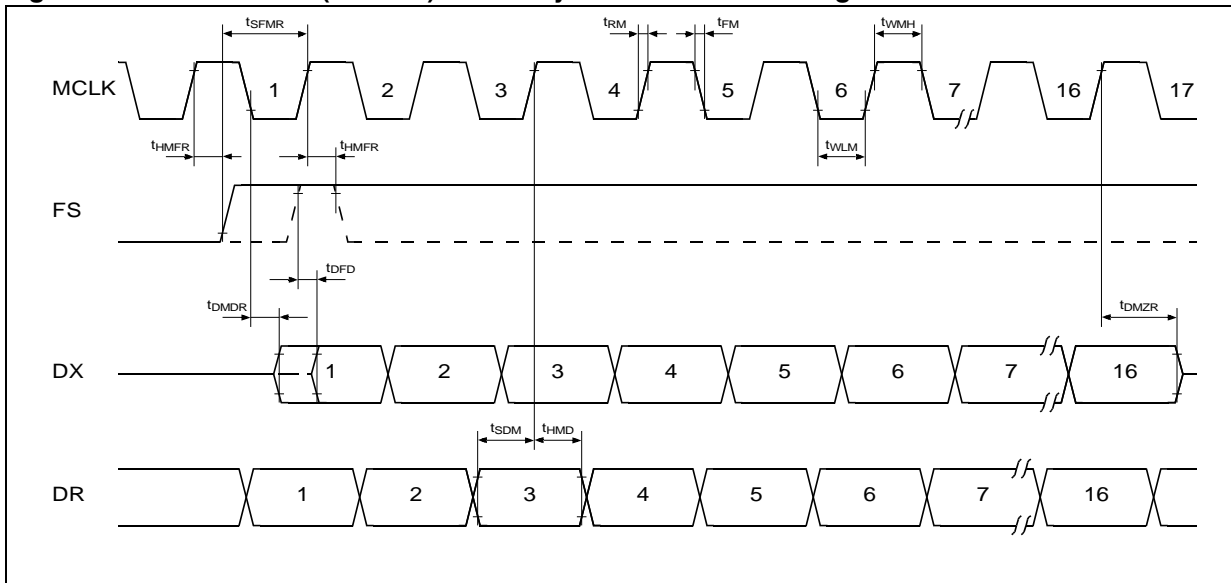 tSFMR tRM tFM tWMH
MCLK 1 2 3 4 5 6 7 16 17
tHMFR tHMFR tWLM
FS
tDFD
tDMDR tDMZR
DX 1 2 3 4 5 6 7 16
tSDM tHMD
DR 1 2 3 4 5 6 7 16